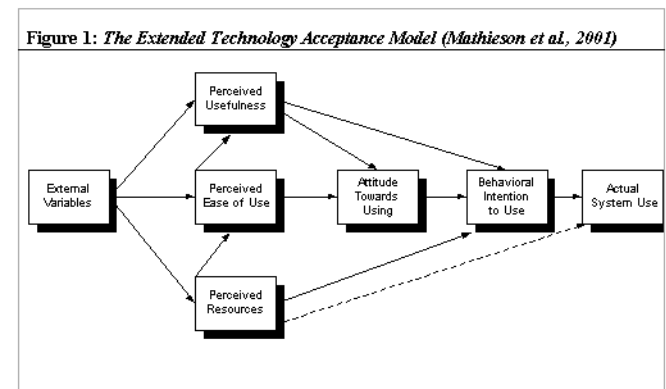 Figure 1: The Extended Technology Acceptance Model (Mathieson et al., 2001)
Perceived
Usefulness
External
Variables
Perceived
Ease of Use
Attitude
Towards
Using
Behavioral
Intention
to Use
Actual
System Use
Perceived
Resources